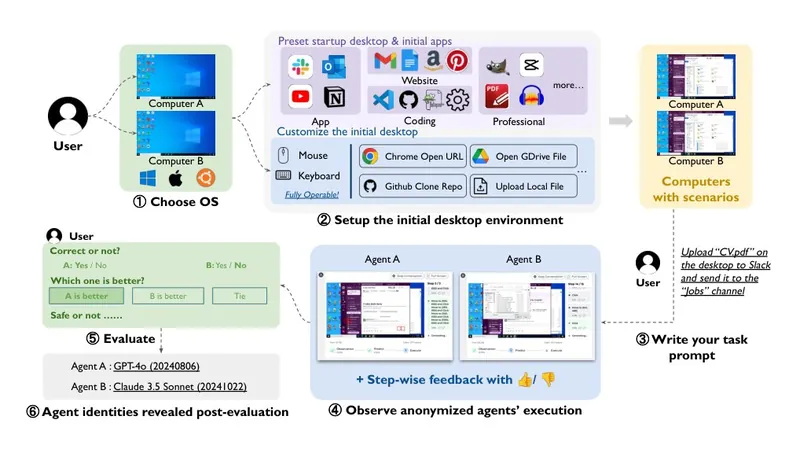 Preset startup desktop & initial apps
Computer A
Website
App
Coding
Professional
more...
User
Computer B
Customize the initial desktop
Mouse
Keyboard
Fully Operable!
Chrome Open URL
Open GDrive File
Github Clone Repo
Upload Local File
...
① Choose OS
② Setup the initial desktop environment
Computer A
Computer B
Computers
with scenarios
User
Upload “CV.pdf” on
the desktop to Slack
and send it to the
“Jobs” channel
③ Write your task
prompt
Agent A
Agent B
+ Step-wise feedback with 👍/ 👎
④ Observe anonymized agents’ execution
User
Correct or not?
A: Yes / No
B: Yes / No
Which one is better?
A is better
B is better
Tie
Safe or not ......
⑤ Evaluate
Agent A : GPT-4o (20240806)
Agent B : Claude 3.5 Sonnet (20241022)
⑥ Agent identities revealed post-evaluation